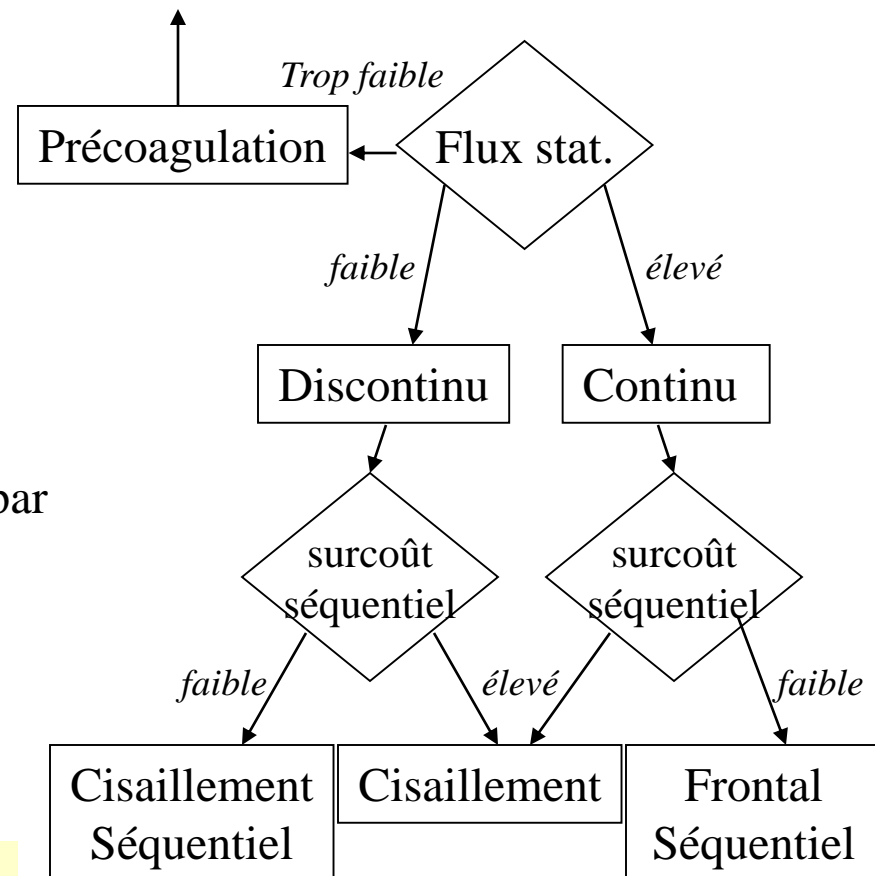 Trop faible
Précoagulation
Flux stat.
faible
élevé
Discontinu
Continu
par
surcoût
séquentiel
surcoût
séquentiel
faible
élevé
faible
Cisaillement
Séquentiel
Cisaillement
Frontal
Séquentiel